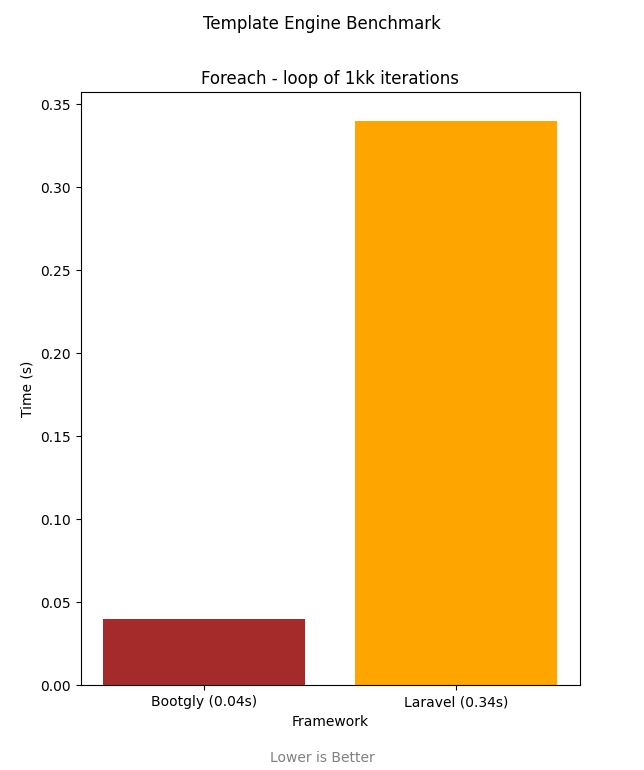 Template Engine Benchmark
Foreach - loop of 1kk iterations
0.35
0.30
0.25
0.20
0.15
0.10
0.05
0.00
Time (s)
Bootgly (0.04s) Laravel (0.34s)
Framework
Lower is Better